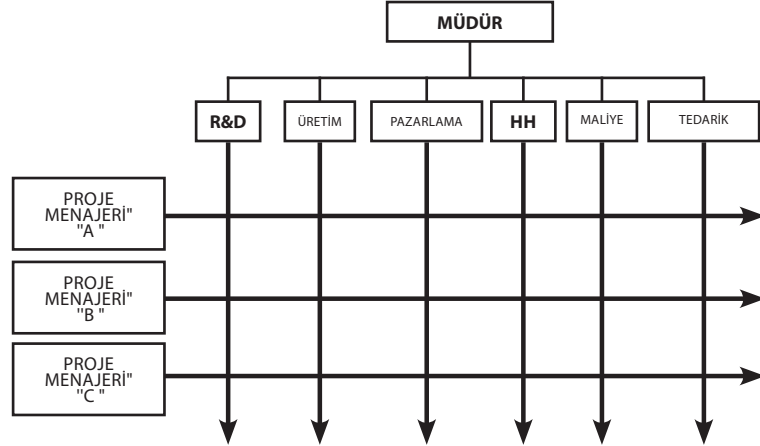 MÜDÜR
R&D
ÜRETİM
PAZARLAMA
HH
MALİYE
TEDARİK
PROJE
MENAJERİ"
"A "
PROJE
MENAJERİ"
"B "
PROJE
MENAJERİ"
"C "